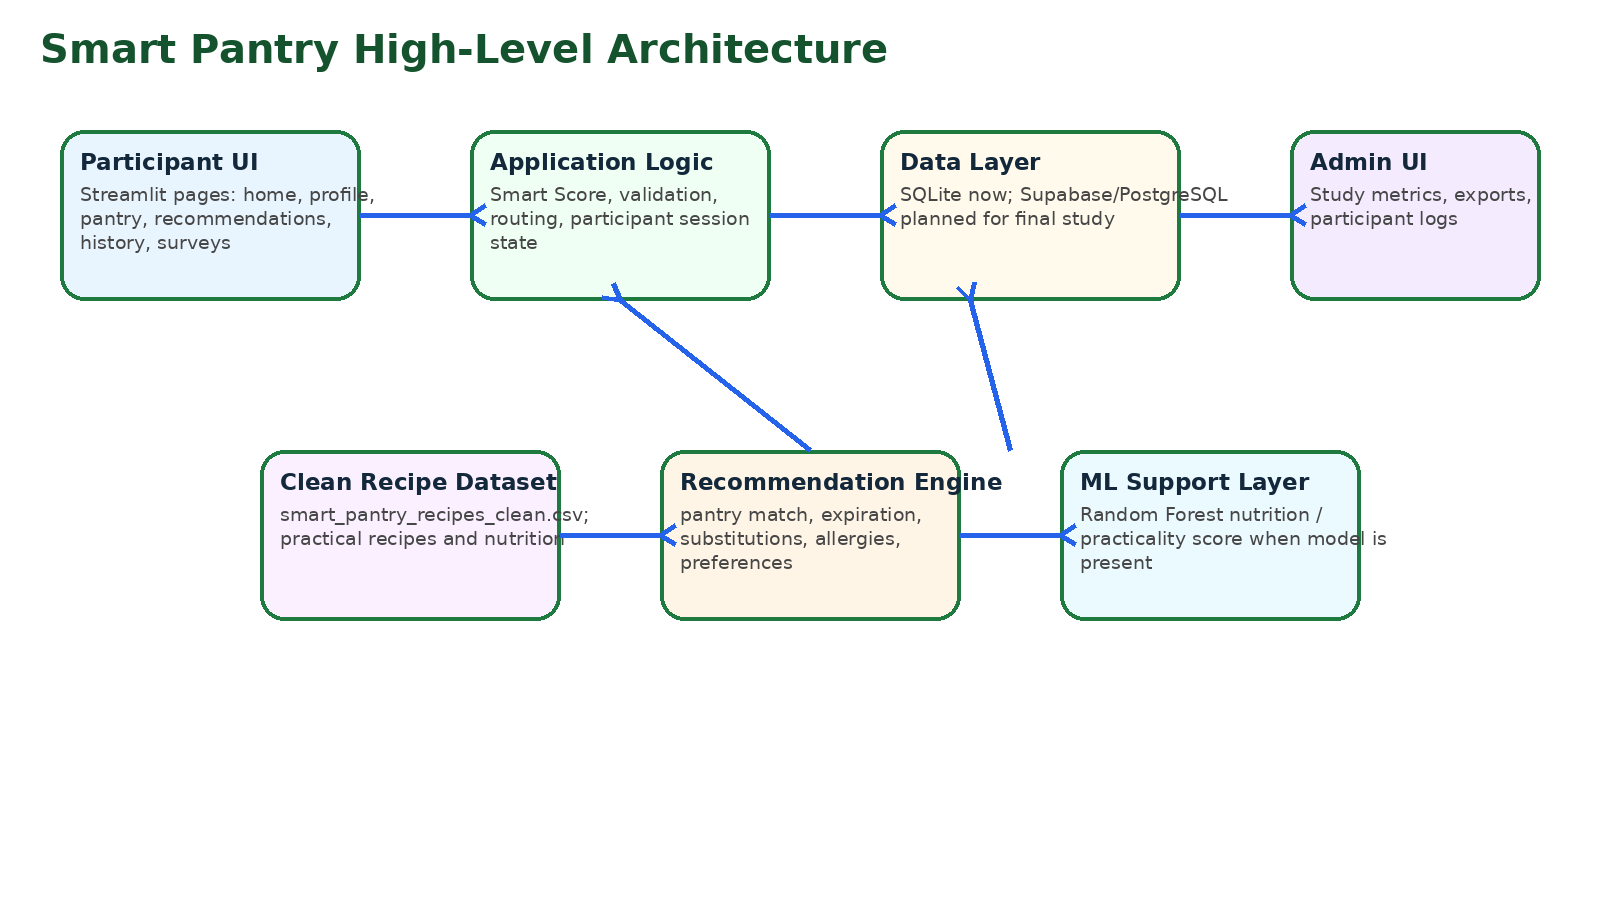 Smart Pantry High-Level Architecture
Participant UI
Streamlit pages: home, profile,
pantry, recommendations,
history, surveys
Application Logic
Smart Score, validation,
routing, participant session
state
Data Layer
SQLite now; Supabase/PostgreSQL
planned for final study
Admin UI
Study metrics, exports,
participant logs
Clean Recipe Dataset
smart_pantry_recipes_clean.csv;
practical recipes and nutrition
Recommendation Engine
pantry match, expiration,
substitutions, allergies,
preferences
ML Support Layer
Random Forest nutrition /
practicality score when model is
present